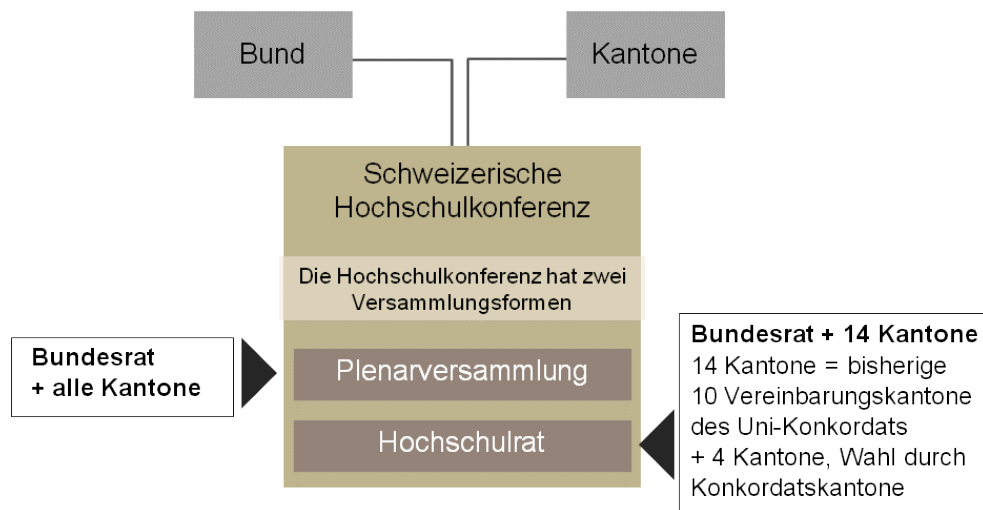 Bund
Kantone
Schweizerische
Hochschulkonferenz
Die Hochschulkonferenz hat zwei
Versammlungsformen
Bundesrat
+ alle Kantone
Plenarversammlung
Hochschulrat
Bundesrat + 14 Kantone
14 Kantone = bisherige
10 Vereinbarungskantone
des Uni-Konkordats
+ 4 Kantone, Wahl durch
Konkordatskantone